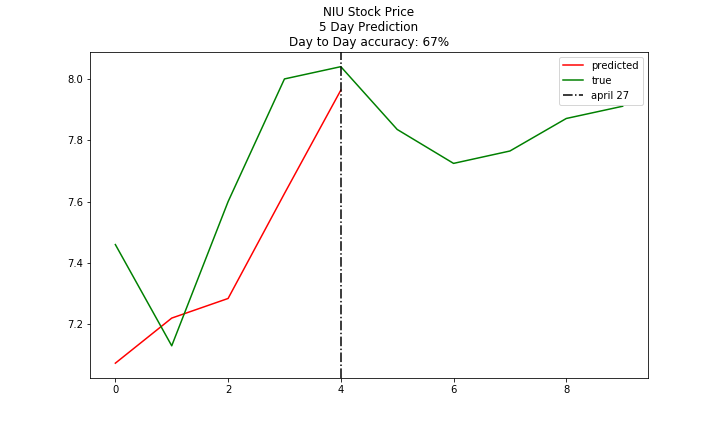 NIU Stock Price
5 Day Prediction
Day to Day accuracy: 67%
predicted
true
april 27
8.0
7.8
7.6
7.4
7.2
0 2 4 6 8